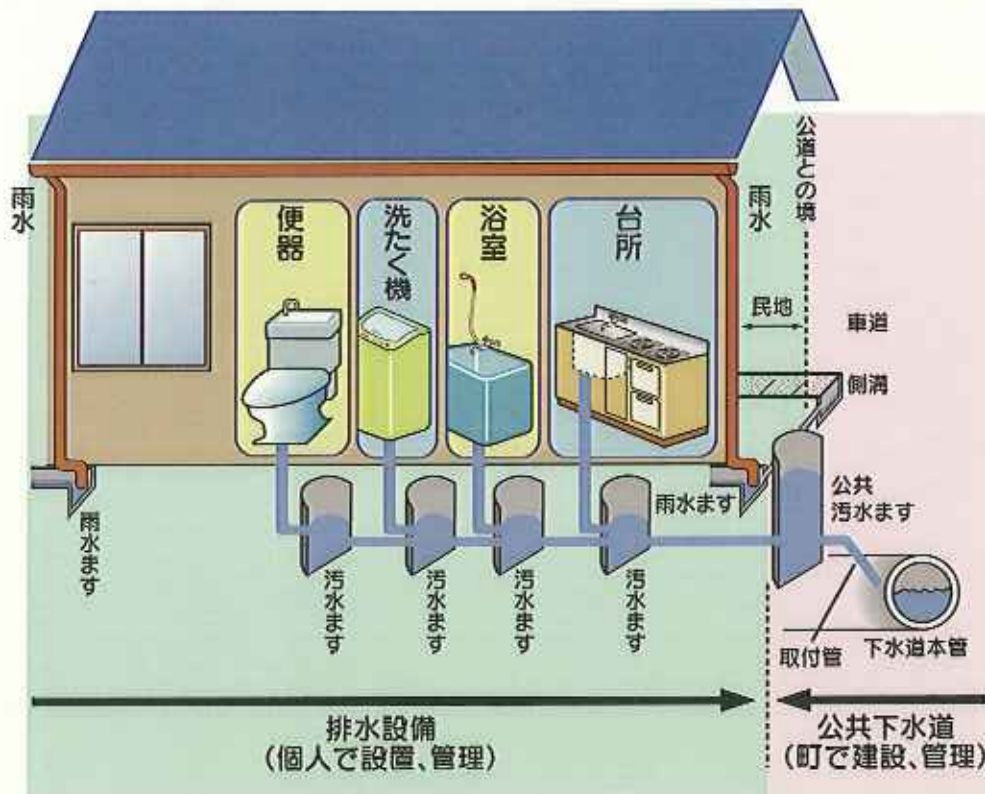 雨水
便器
洗たく機
浴室
台所
雨水
公道との境
民地
車道
側溝
雨水ます
雨水ます
公共
汚水ます
汚水ます
汚水ます
汚水ます
汚水ます
取付管
下水道本管
排水設備
(個人で設置、管理)
公共下水道
(町で建設、管理)